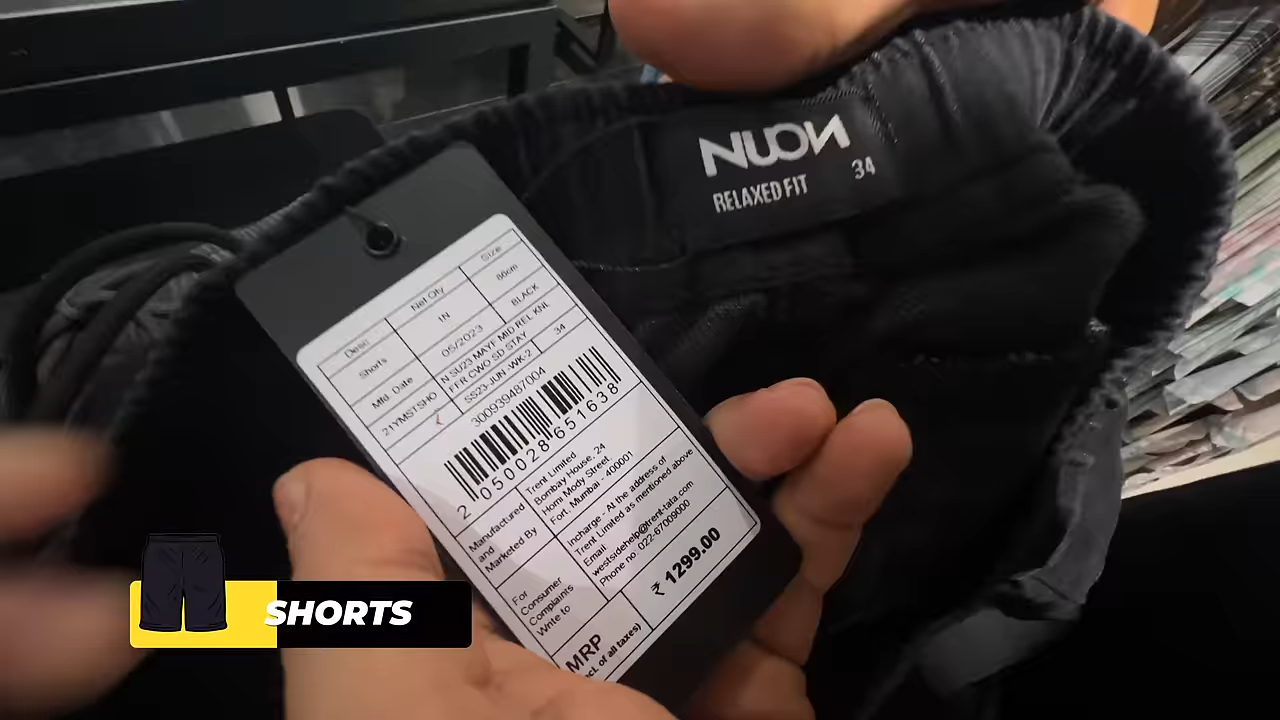 NUON
RELAXED FIT 34
Desc Net Qty Size
Shorts 1N 86cm
Mfd. Date 05/2023 BLACK
21YMSTSHO N SU23 MAYF MID REL KNL
FFR CWO SD STAY
SS23-JUN -WK-2 34
300939487004
2 050028 651638
Manufactured
and
Marketed By
Trent Limited
Bombay House, 24
Homi Mody Street,
Fort, Mumbai - 400001
For
Consumer
Complaints
Write to
Incharge - At the address of
Trent Limited as mentioned above
Email
westsidehelp@trent-tata.com
Phone no :022-67009000
MRP
incl. of all taxes)
₹ 1299.00
SHORTS